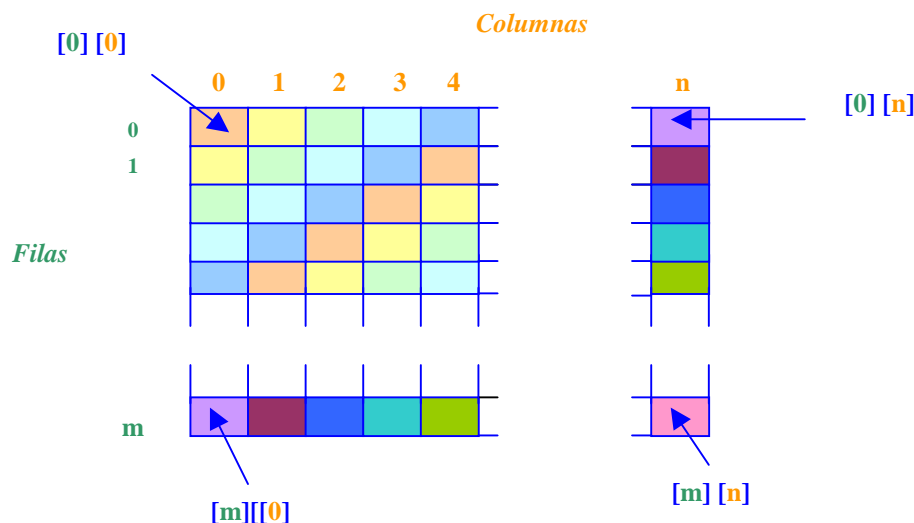 Columnas
[0] [0]
0 1 2 3 4 n
[0] [n]
0
1
Filas
m
[m] [n]
[m][[0]